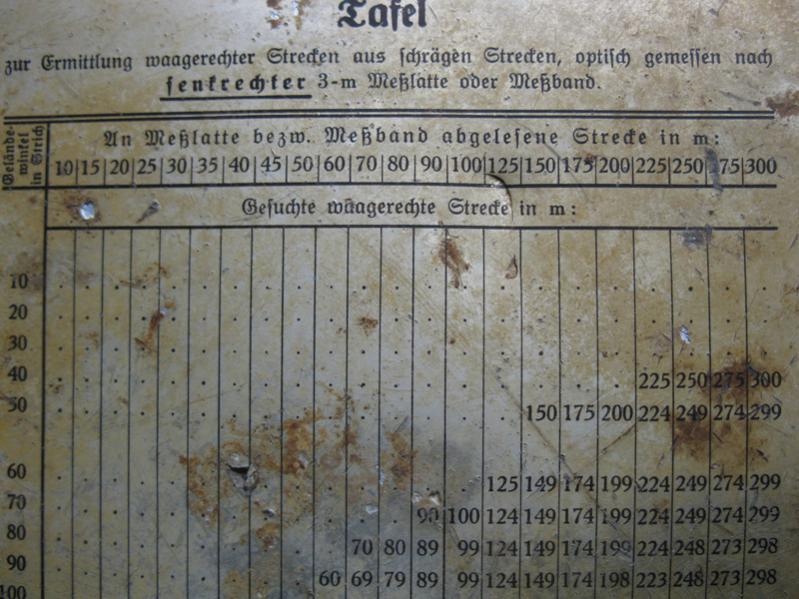 Tafel
zur Ermittlung waagerechter Strecken aus schrägen Strecken, optisch gemessen nach
senkrechter 3-m Meßlatte oder Meßband.
Gelände-
winkel
in Strich
An Meßlatte bezw. Meßband abgelesene Strecke in m:
10 15 20 25 30 35 40 45 50 60 70 80 90 100 125 150 175 200 225 250 275 300
Gesuchte waagerechte Strecke in m:
10
20
30
40 225 250 275 300
50 150 175 200 224 249 274 299
60 125 149 174 199 224 249 274 299
70 90 100 124 149 174 199 224 249 274 299
80 70 80 89 99 124 149 174 199 224 248 273 298
90 60 69 79 89 99 124 149 174 198 223 248 273 298
100